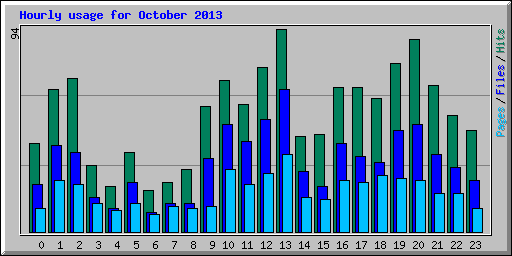 Hourly usage for October 2013
94
Pages/Files/Hits
0 1 2 3 4 5 6 7 8 9 10 11 12 13 14 15 16 17 18 19 20 21 22 23